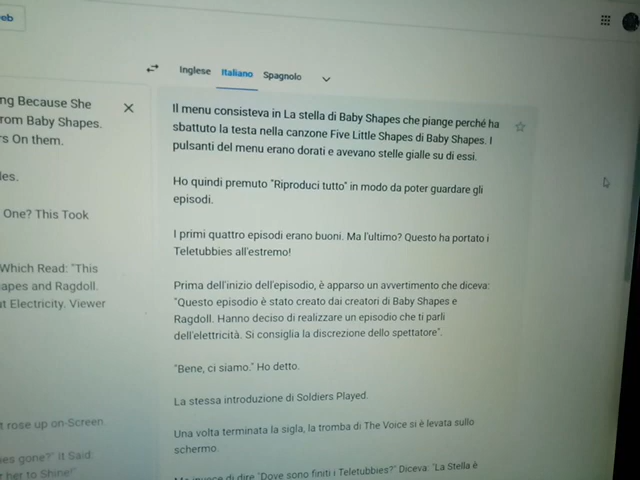 eb
Inglese Italiano Spagnolo
ng Because She
rom Baby Shapes.
rs On them.
les.
One? This Took
Which Read: "This
apes and Ragdoll.
ut Electricity. Viewer
t rose up on-Screen.
es gone?" It Said:
her to Shine!"
Il menu consisteva in La stella di Baby Shapes che piange perché ha
sbattuto la testa nella canzone Five Little Shapes di Baby Shapes. I
pulsanti del menu erano dorati e avevano stelle gialle su di essi.
Ho quindi premuto "Riproduci tutto" in modo da poter guardare gli
episodi.
I primi quattro episodi erano buoni. Ma l'ultimo? Questo ha portato i
Teletubbies all'estremo!
Prima dell'inizio dell'episodio, è apparso un avvertimento che diceva:
"Questo episodio è stato creato dai creatori di Baby Shapes e
Ragdoll. Hanno deciso di realizzare un episodio che ti parli
dell'elettricità. Si consiglia la discrezione dello spettatore".
"Bene, ci siamo." Ho detto.
La stessa introduzione di Soldiers Played.
Una volta terminata la sigla, la tromba di The Voice si è levata sullo
schermo.
Ma invece di dire "Dove sono finiti i Teletubbies?" Diceva: "La Stella è